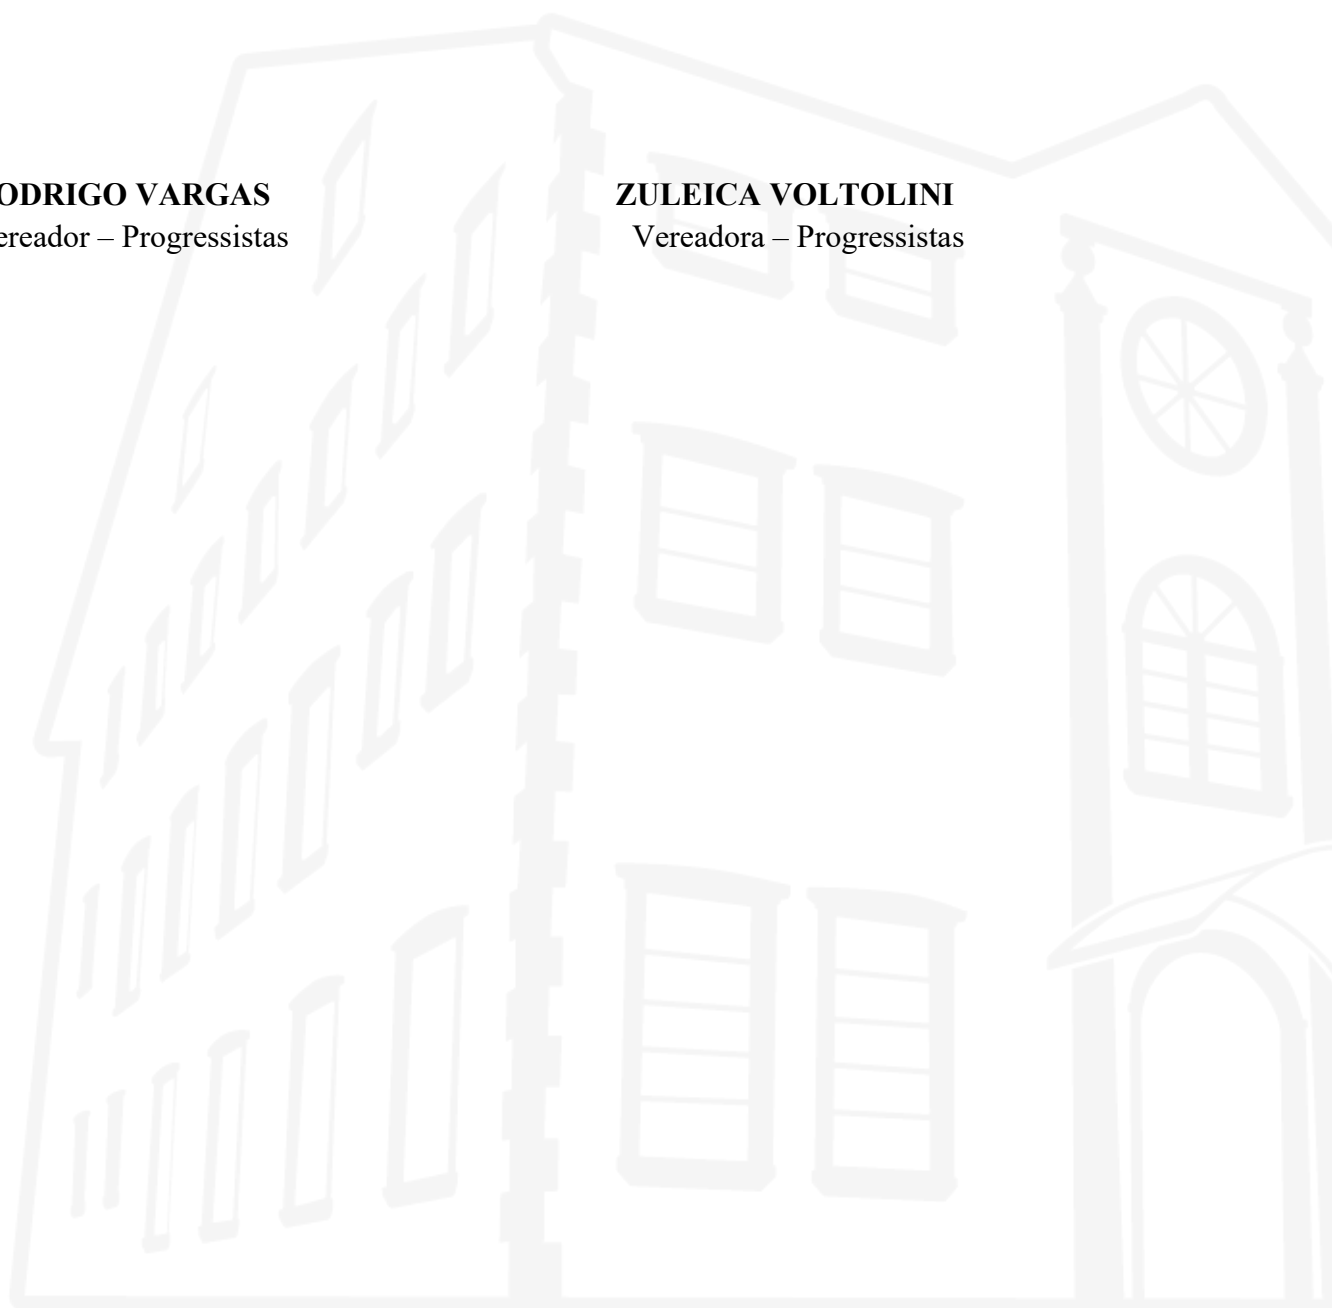 ODRIGO VARGAS ZULEICA VOLTOLINI
ereador – Progressistas Vereadora – Progressistas